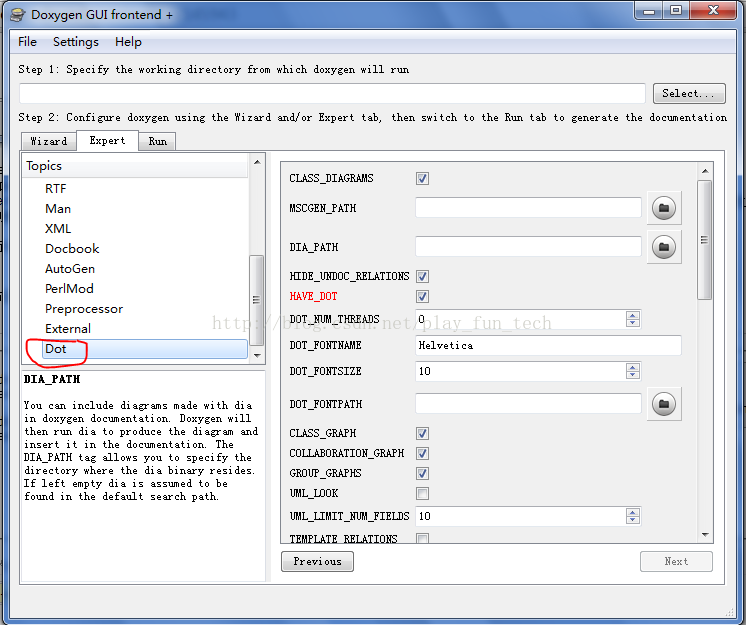 Doxygen GUI frontend +
File Settings Help
Step 1: Specify the working directory from which doxygen will run
Select...
Step 2: Configure doxygen using the Wizard and/or Expert tab, then switch to the Run tab to generate the documentation
Wizard Expert Run
Topics
RTF
Man
XML
Docbook
AutoGen
PerlMod
Preprocessor
External
Dot
DIA_PATH
You can include diagrams made with dia
in doxygen documentation. Doxygen will
then run dia to produce the diagram and
insert it in the documentation. The
DIA_PATH tag allows you to specify the
directory where the dia binary resides.
If left empty dia is assumed to be
found in the default search path.
CLASS_DIAGRAMS
MSCGEN_PATH
DIA_PATH
HIDE_UNDOC_RELATIONS
HAVE_DOT
DOT_NUM_THREADS 0
http://blog.csdn.net/play_fun_tech
DOT_FONTNAME Helvetica
DOT_FONTSIZE 10
DOT_FONTPATH
CLASS_GRAPH
COLLABORATION_GRAPH
GROUP_GRAPHS
UML_LOOK
UML_LIMIT_NUM_FIELDS 10
TEMPLATE_RELATIONS
Previous Next